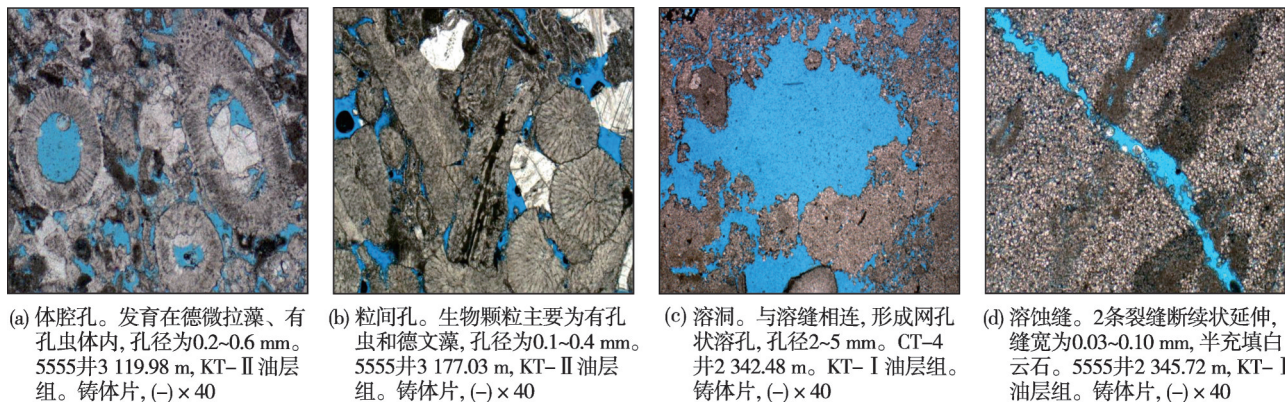 (a) 体腔孔。发育在德微拉藻、有
孔虫体内, 孔径为0.2~0.6 mm。
5555井3 119.98 m, KT-Ⅱ油层
组。铸体片, (-)×40
(b) 粒间孔。生物颗粒主要为有孔
虫和德文藻, 孔径为0.1~0.4 mm。
5555井3 177.03 m, KT-Ⅱ油层
组。铸体片, (-)×40
(c) 溶洞。与溶缝相连, 形成网孔
状溶孔, 孔径2~5 mm。CT-4
井2 342.48 m。KT-Ⅰ油层组。
铸体片, (-)×40
(d) 溶蚀缝。2条裂缝断续状延伸,
缝宽为0.03~0.10 mm, 半充填白
云石。5555井2 345.72 m, KT-Ⅰ
油层组。铸体片, (-)×40